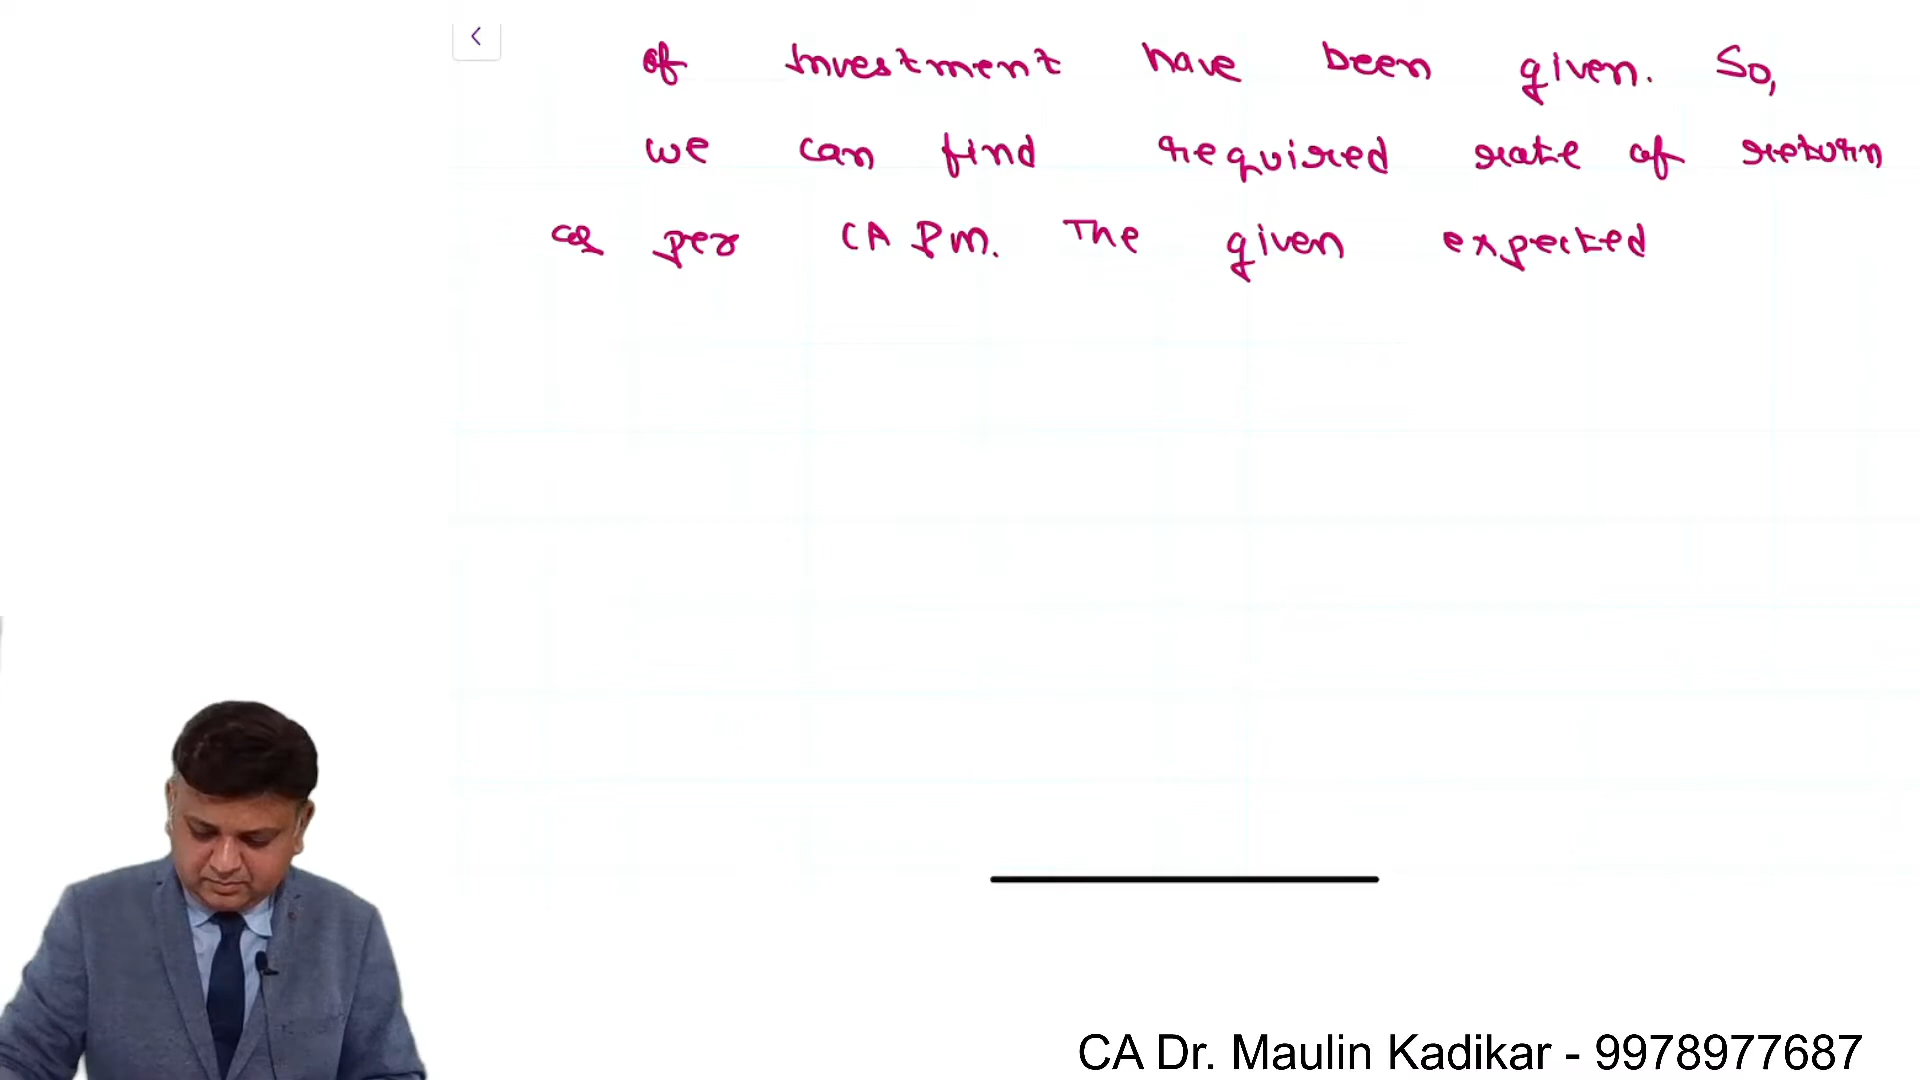 of Investment have been given. So,
we can find required rate of return
as per CAPM. The given expected
CA Dr. Maulin Kadikar - 9978977687